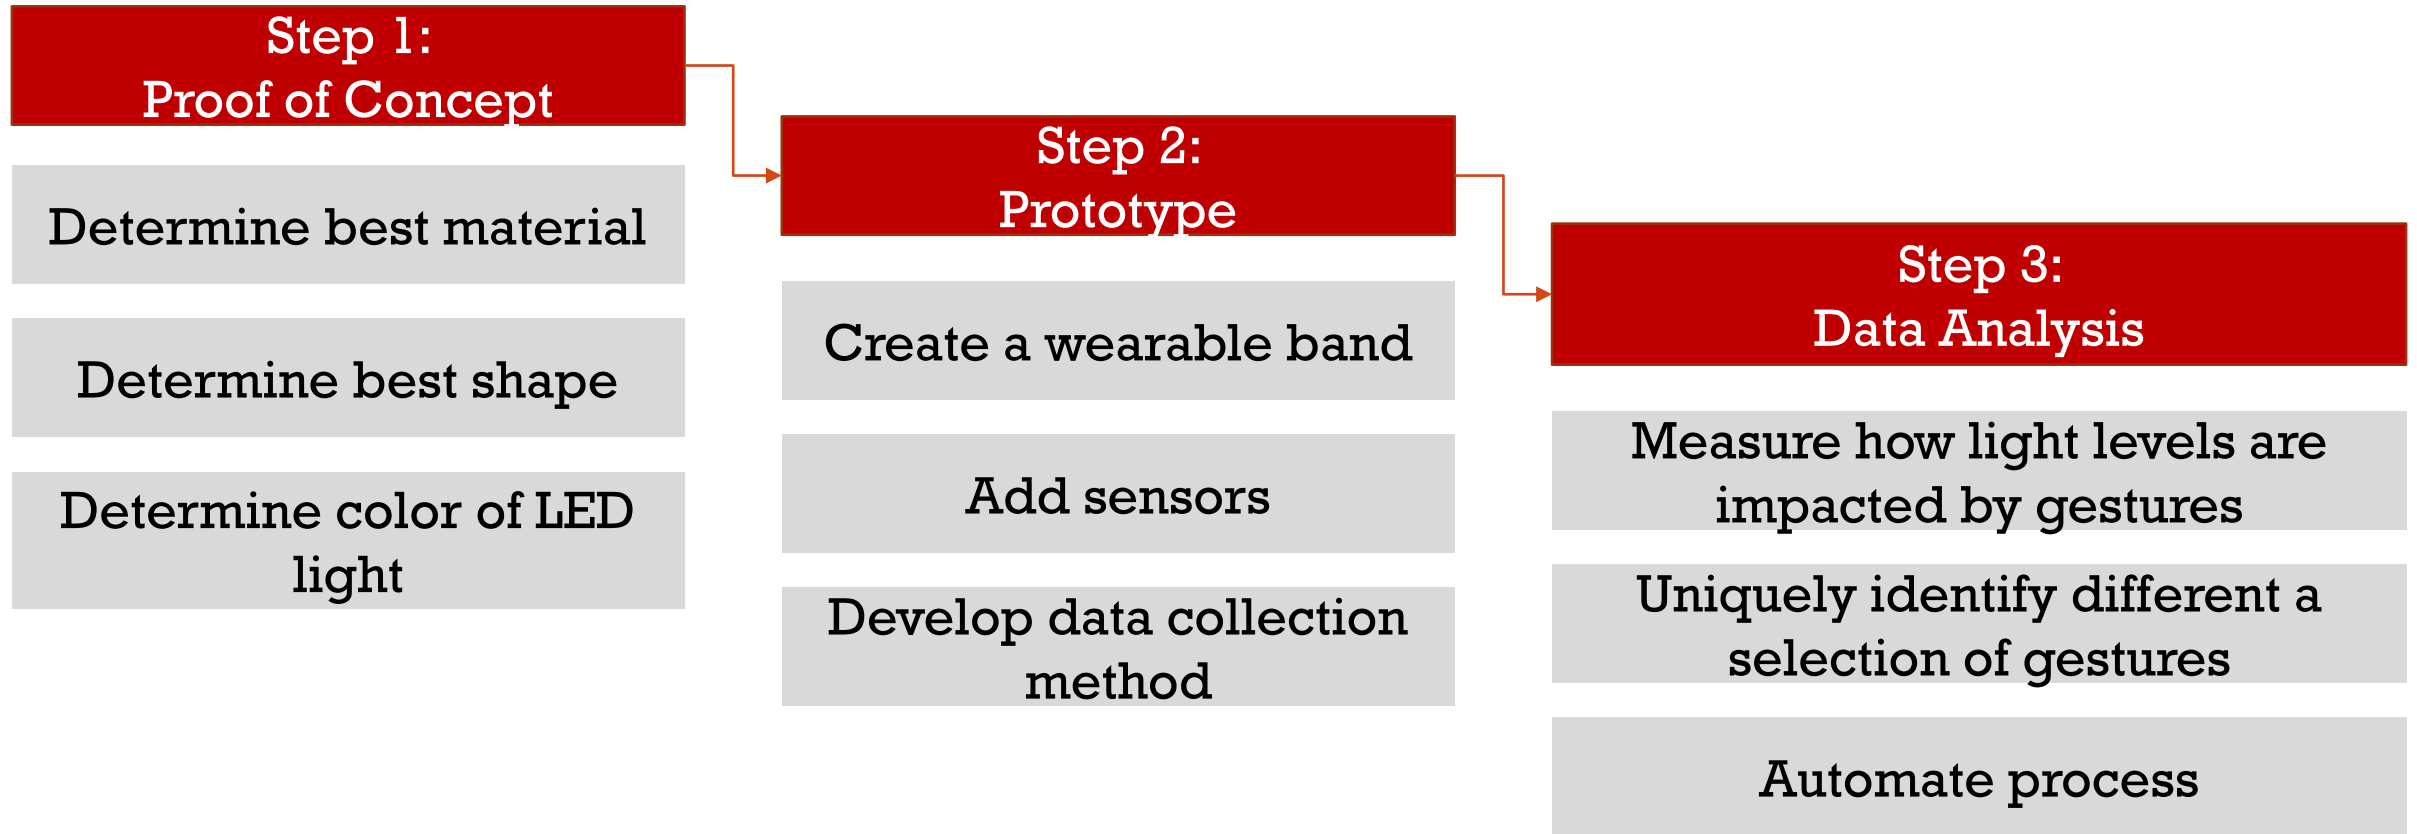 Step 1:
Proof of Concept
Determine best material
Determine best shape
Determine color of LED
light
Step 2:
Prototype
Create a wearable band
Add sensors
Develop data collection
method
Step 3:
Data Analysis
Measure how light levels are
impacted by gestures
Uniquely identify different a
selection of gestures
Automate process